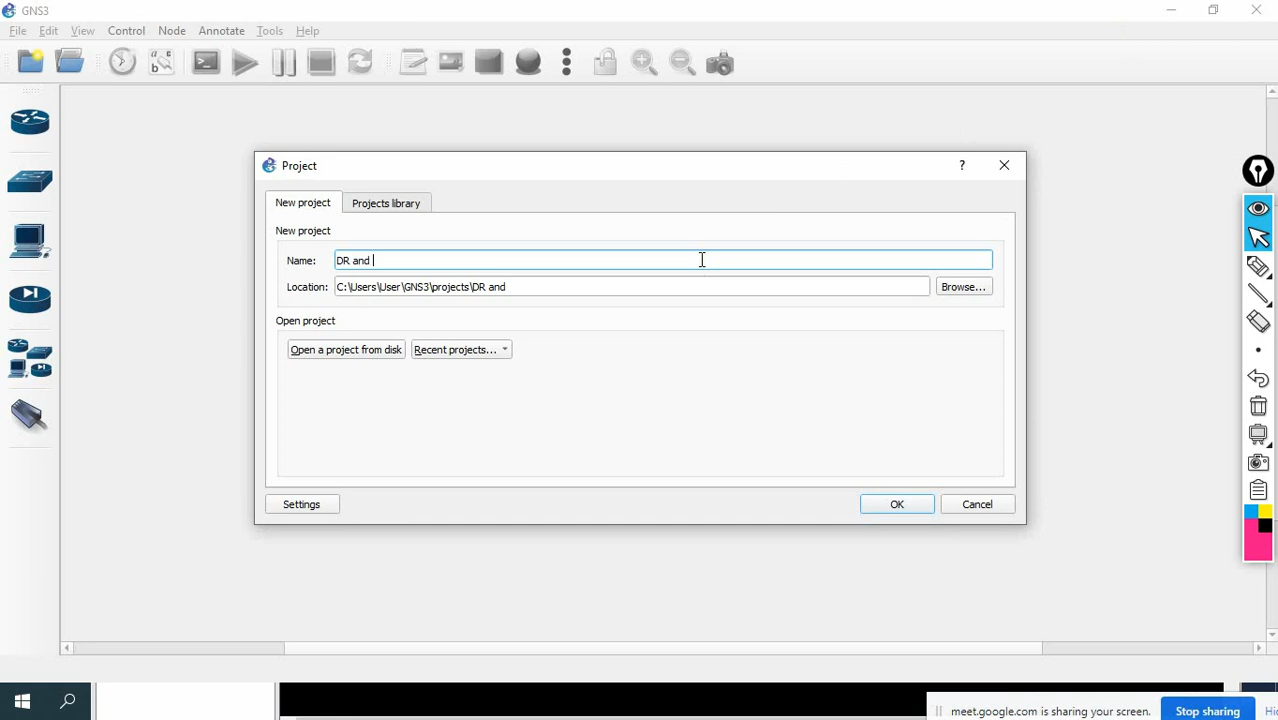 GNS3
File Edit View Control Node Annotate Tools Help
Project
New project Projects library
New project
Name: DR and
Location: C:\Users\User\GNS3\projects\DR and Browse...
Open project
Open a project from disk Recent projects...
Settings OK Cancel
meet.google.com is sharing your screen. Stop sharing